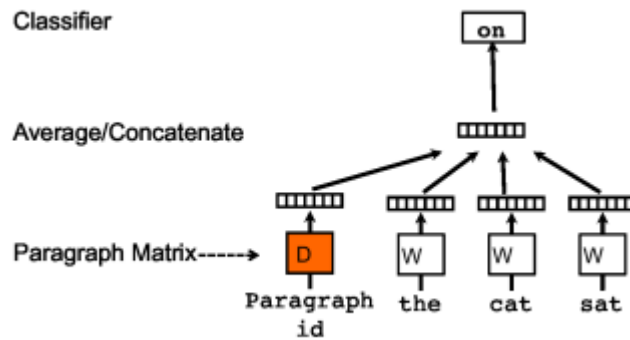 Classifier
on
Average/Concatenate
Paragraph Matrix
D
W
W
W
Paragraph id
the
cat
sat